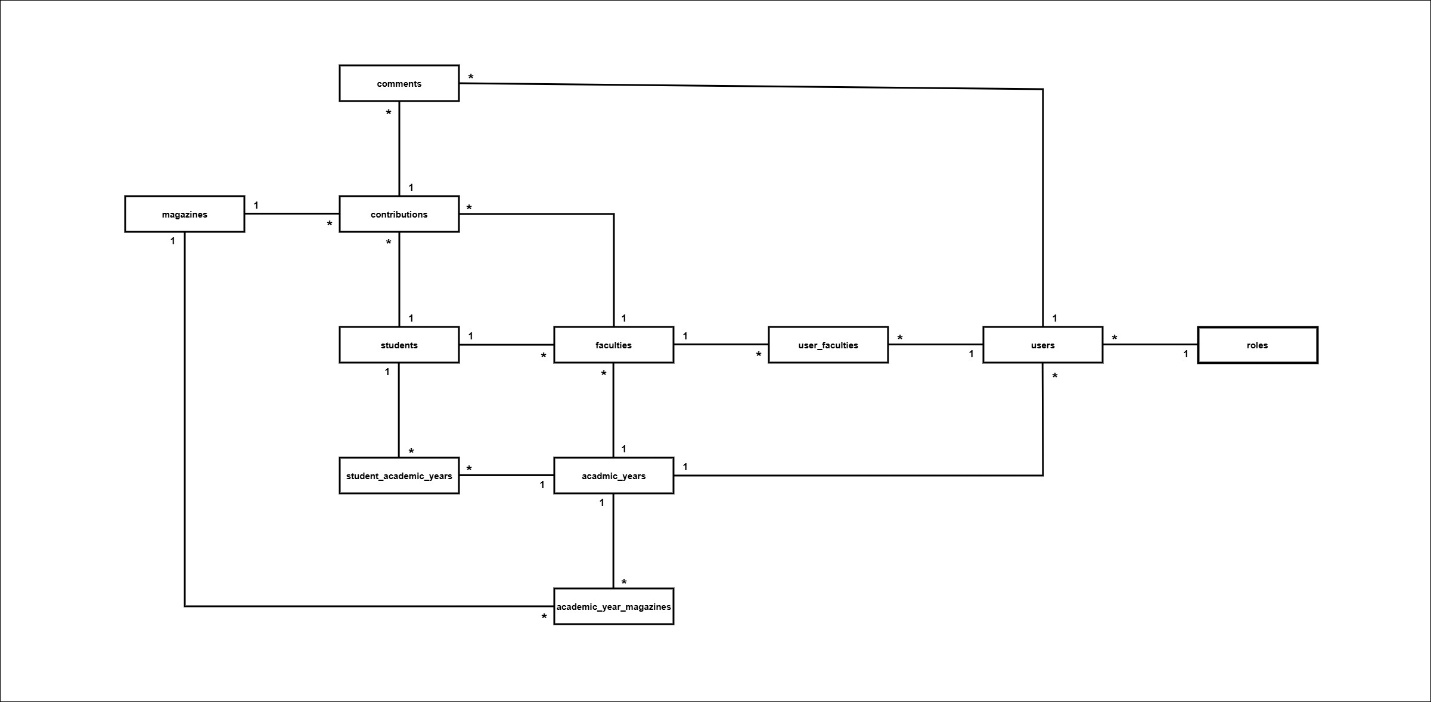 comments
*
*
1
magazines
1
*
contributions
*
*
1
1
1
students
1
*
faculties
1
*
user_faculties
*
1
1
users
*
1
roles
1
*
*
*
1
student_academic_years
*
1
acadmic_years
1
1
*
academic_year_magazines
*